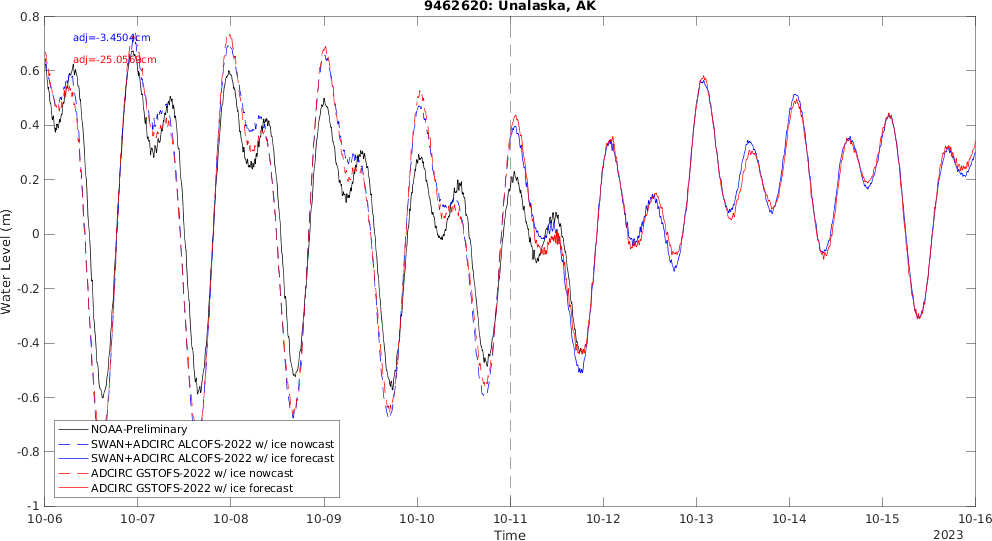 9462620: Unalaska, AK
0.8
adj=-3.4504cm
adj=-25.0569cm
0.6
0.4
0.2
0
-0.2
-0.4
-0.6
-0.8
-1
Water Level (m)
NOAA-Preliminary
SWAN+ADCIRC ALCOFS-2022 w/ ice nowcast
SWAN+ADCIRC ALCOFS-2022 w/ ice forecast
ADCIRC GSTOFS-2022 w/ ice nowcast
ADCIRC GSTOFS-2022 w/ ice forecast
10-06 10-07 10-08 10-09 10-10 10-11 10-12 10-13 10-14 10-15 10-16
Time
2023